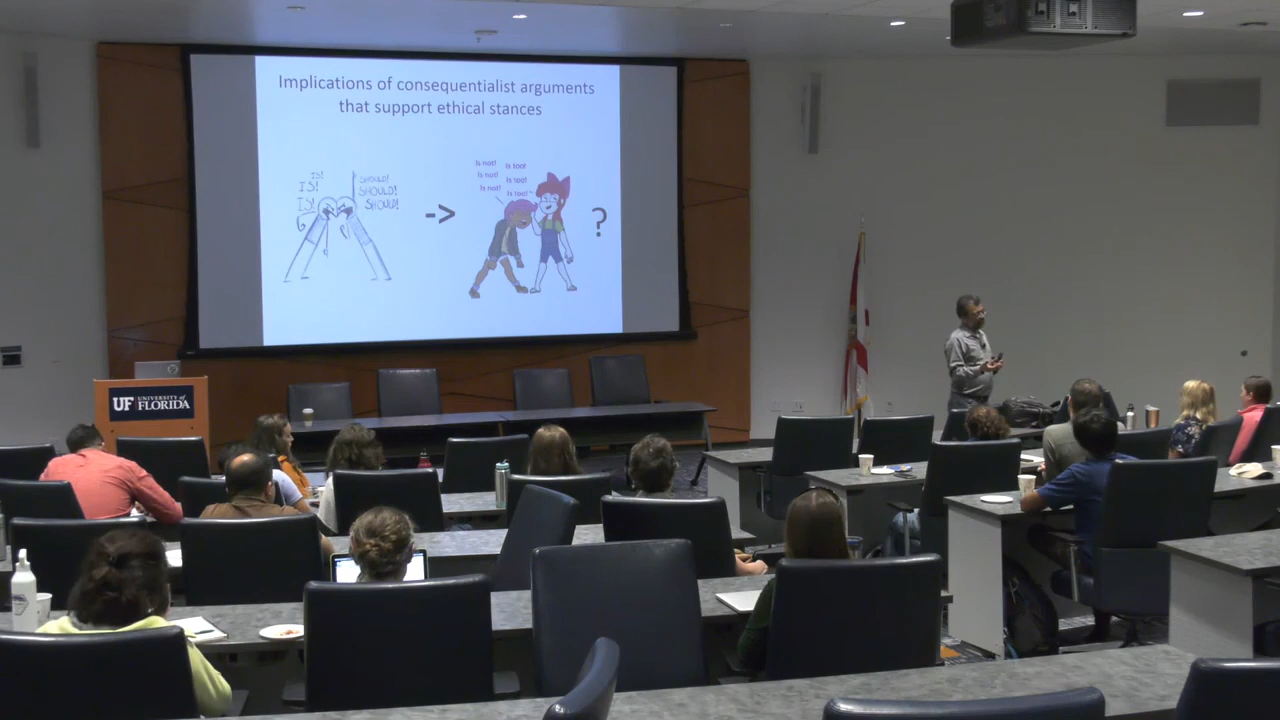 Implications of consequentialist arguments
that support ethical stances
IS!
IS!
IS!
SHOULD!
SHOULD!
SHOULD!
->
Is not! Is too!
Is not! Is too!
Is not! Is too!
?
UF UNIVERSITY of
FLORIDA